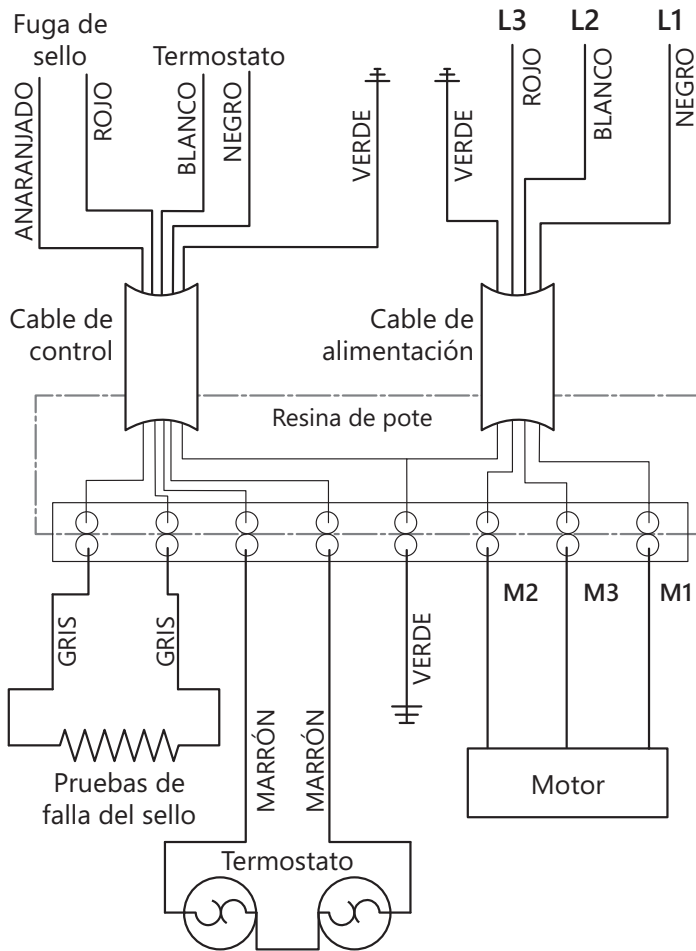 Fuga de
sello
Termostato
L3
L2
L1
ANARANJADO
ROJO
BLANCO
NEGRO
VERDE
VERDE
ROJO
BLANCO
NEGRO
Cable de
control
Cable de
alimentación
Resina de pote
M2
M3
M1
GRIS
GRIS
VERDE
MARRÓN
MARRÓN
Pruebas de
falla del sello
Motor
Termostato